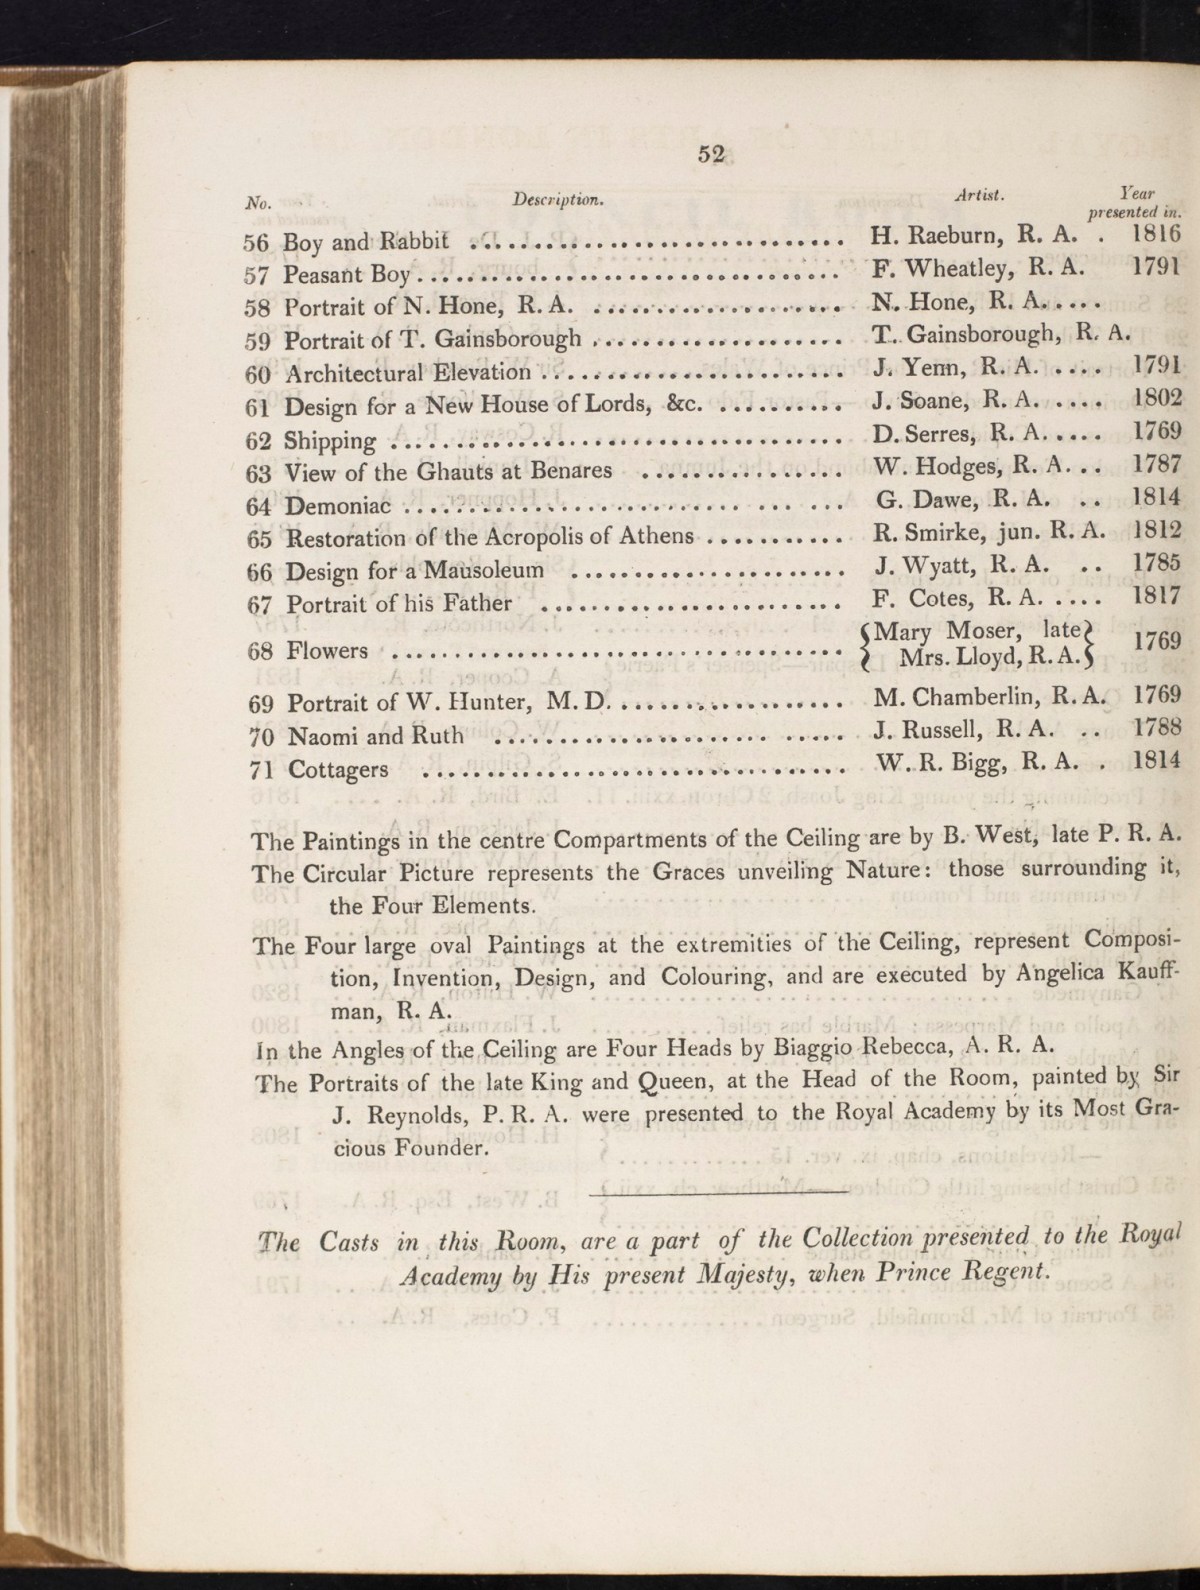 52
No. Description. Artist. Year presented in.
56 Boy and Rabbit .............................. H. Raeburn, R. A. . 1816
57 Peasant Boy .................................. F. Wheatley, R. A. 1791
58 Portrait of N. Hone, R. A. .................... N. Hone, R. A.....
59 Portrait of T. Gainsborough .................... T. Gainsborough, R. A.
60 Architectural Elevation ........................ J. Yenn, R. A. .... 1791
61 Design for a New House of Lords, &c. .......... J. Soane, R. A. .... 1802
62 Shipping .................................... D. Serres, R. A..... 1769
63 View of the Ghauts at Benares ................ W. Hodges, R. A. .. 1787
64 Demoniac .................................. G. Dawe, R. A. .. 1814
65 Restoration of the Acropolis of Athens ........... R. Smirke, jun. R. A. 1812
66 Design for a Mausoleum ...................... J. Wyatt, R. A. .. 1785
67 Portrait of his Father ........................ F. Cotes, R. A. .... 1817
68 Flowers .................................... {Mary Moser, late} 1769
{Mrs. Lloyd, R. A.}
69 Portrait of W. Hunter, M. D. .................. M. Chamberlin, R. A. 1769
70 Naomi and Ruth ........................... J. Russell, R. A. .. 1788
71 Cottagers .................................. W. R. Bigg, R. A. . 1814
The Paintings in the centre Compartments of the Ceiling are by B. West, late P. R. A.
The Circular Picture represents the Graces unveiling Nature: those surrounding it,
the Four Elements.
The Four large oval Paintings at the extremities of the Ceiling, represent Composi-
tion, Invention, Design, and Colouring, and are executed by Angelica Kauff-
man, R. A.
In the Angles of the Ceiling are Four Heads by Biaggio Rebecca, A. R. A.
The Portraits of the late King and Queen, at the Head of the Room, painted by Sir
J. Reynolds, P. R. A. were presented to the Royal Academy by its Most Gra-
cious Founder.
The Casts in this Room, are a part of the Collection presented to the Royal
Academy by His present Majesty, when Prince Regent.